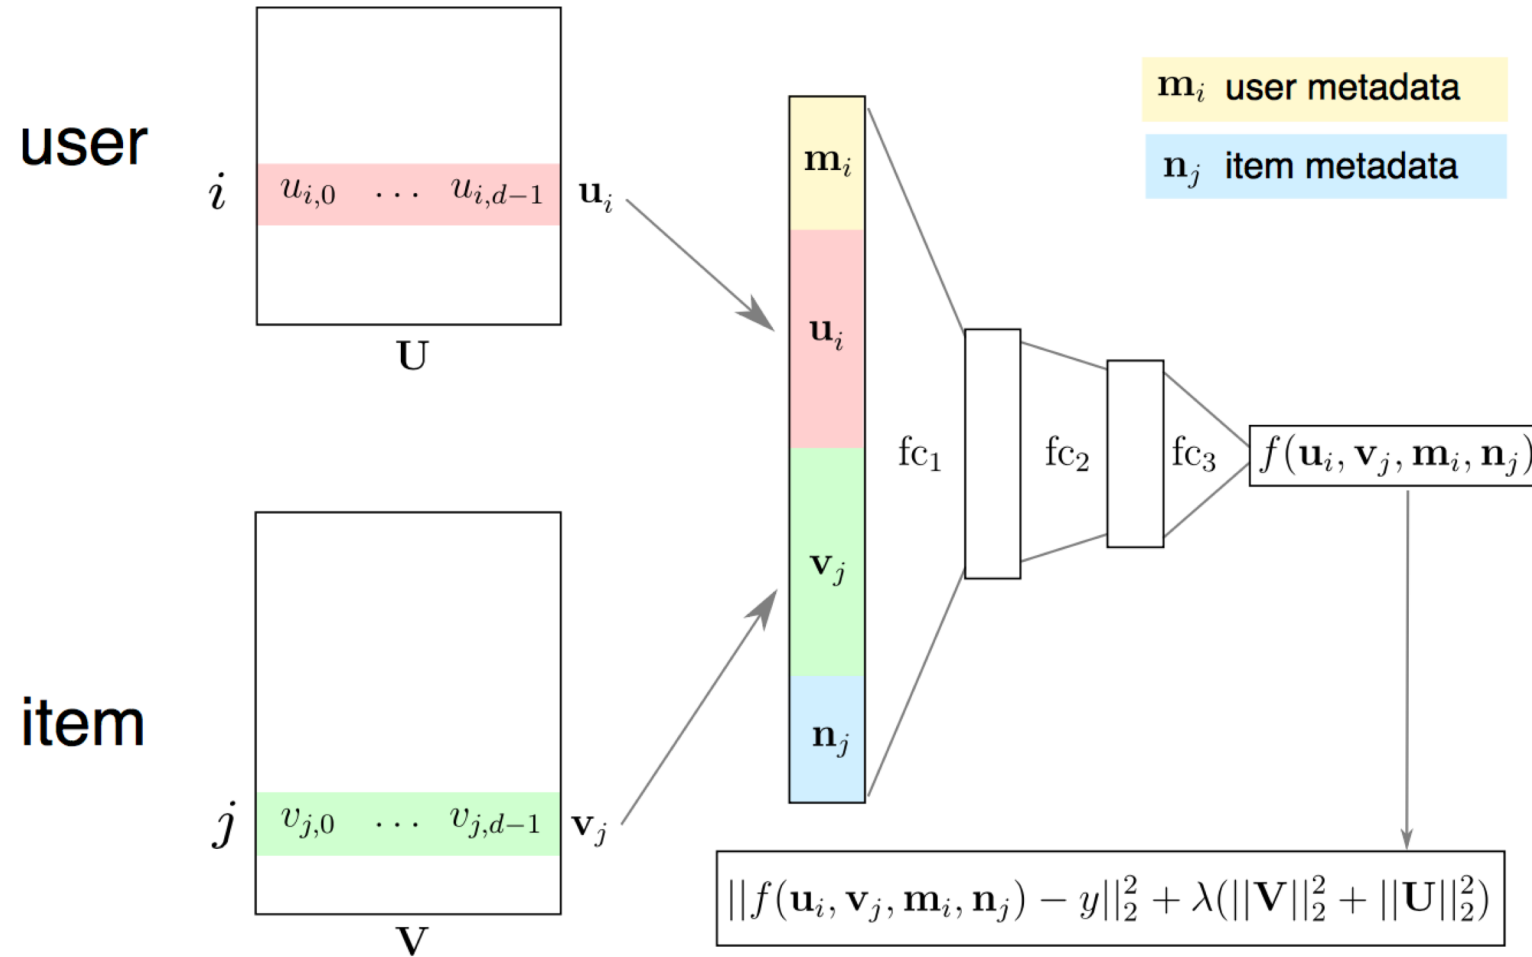 user
i u_{i,0} ... u_{i,d−1} u_i
U
item
j v_{j,0} ... v_{j,d−1} v_j
V
m_i
u_i
v_j
n_j
fc_1
fc_2
fc_3
f(u_i, v_j, m_i, n_j)
m_i user metadata
n_j item metadata
||f(u_i, v_j, m_i, n_j) − y||_2^2 + λ(||V||_2^2 + ||U||_2^2)